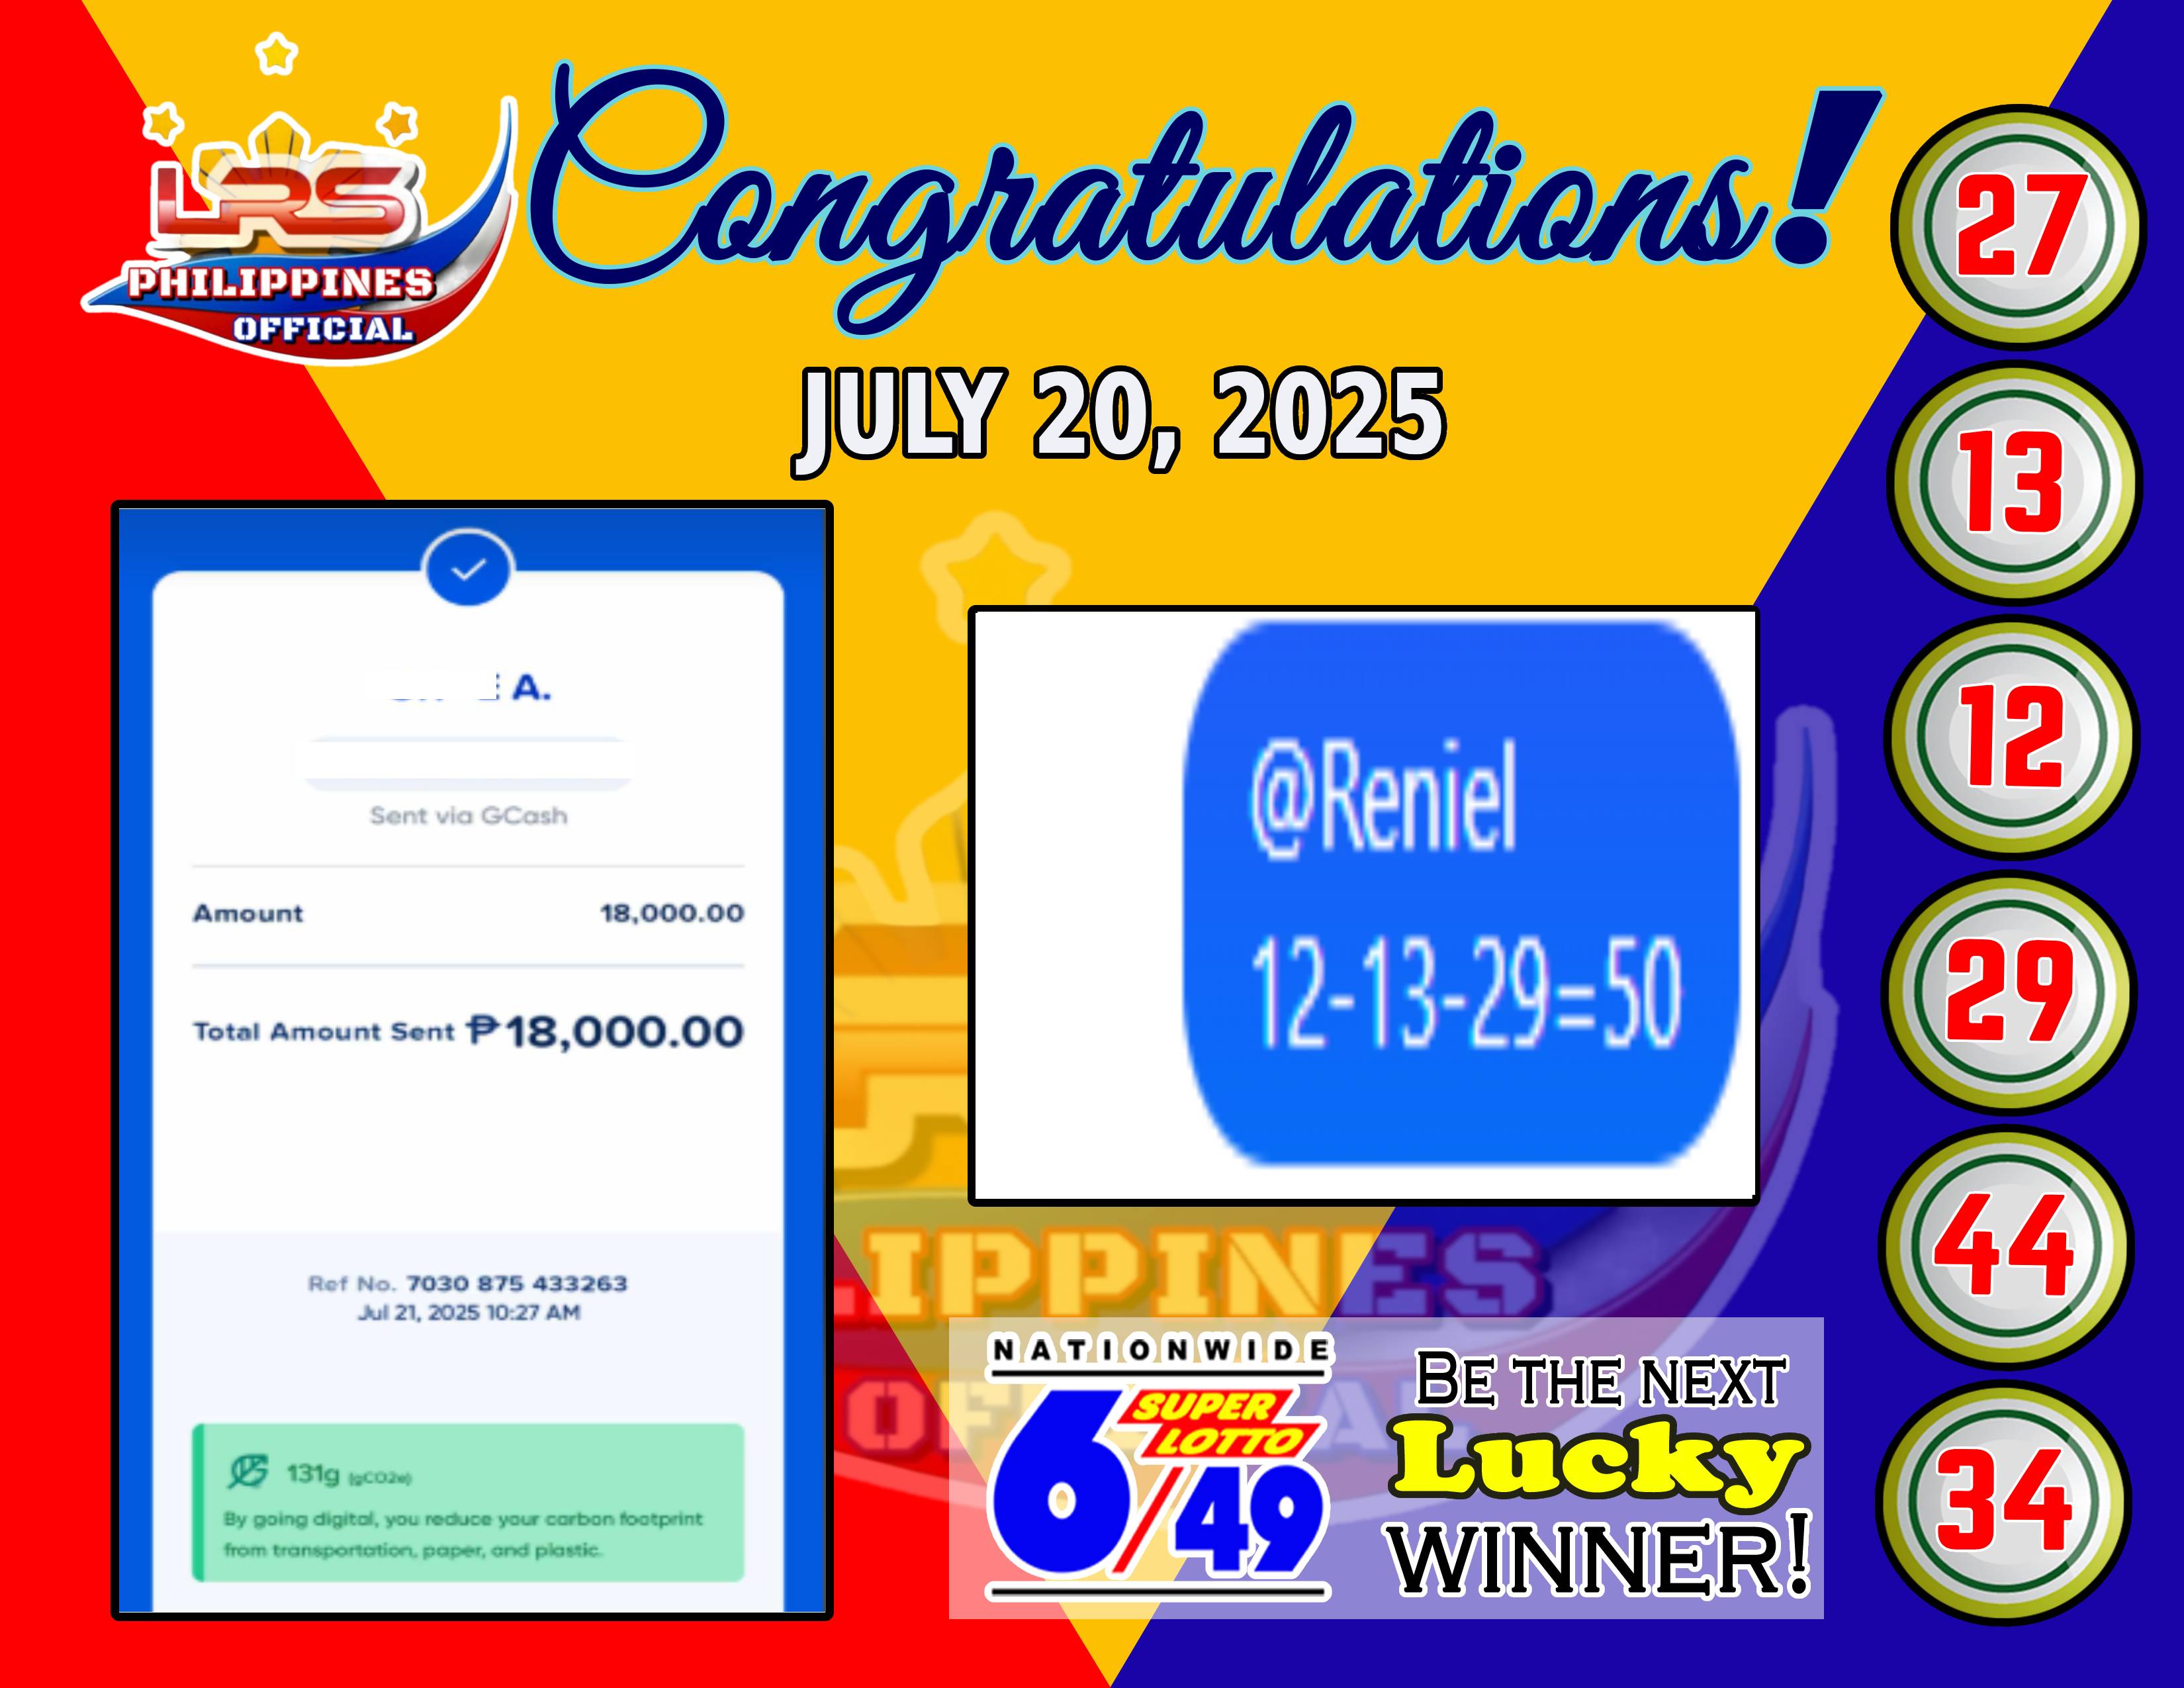 LRS
PHILIPPINES
OFFICIAL
Congratulations!
JULY 20, 2025
A.
Sent via GCash
Amount 18,000.00
Total Amount Sent ₱18,000.00
Ref No. 7030 875 433263
Jul 21, 2025 10:27 AM
131g (gCO2e)
By going digital, you reduce your carbon footprint
from transportation, paper, and plastic.
@Reniel
12-13-29=50
NATIONWIDE
SUPER
LOTTO
6/49
BE THE NEXT
Lucky
WINNER!
27
13
12
29
44
34